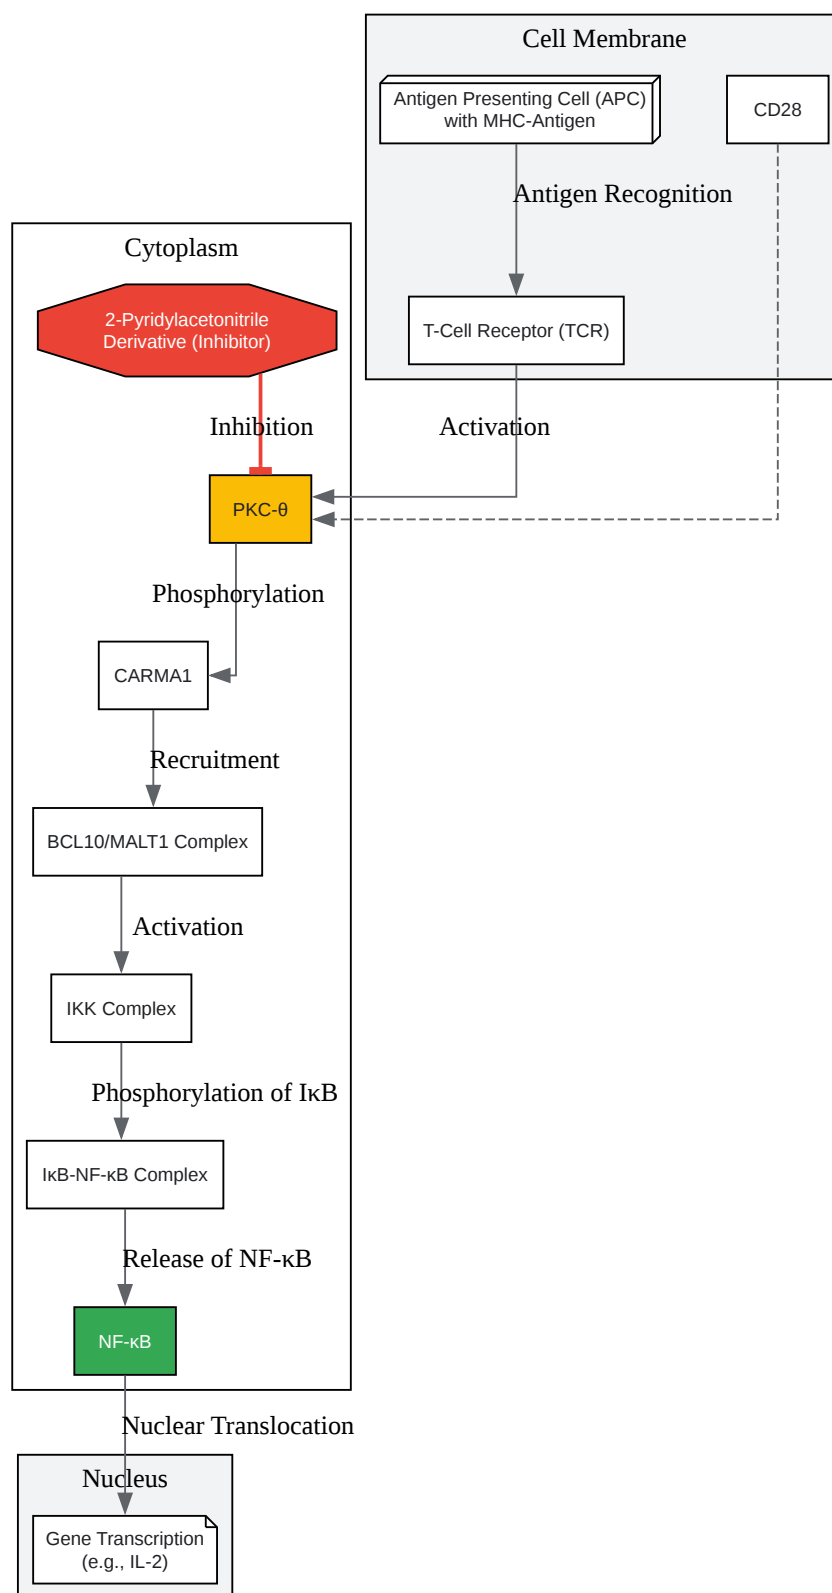 Cell Membrane
Antigen Presenting Cell (APC)
with MHC-Antigen
CD28
Antigen Recognition
T-Cell Receptor (TCR)
Activation
Cytoplasm
2-Pyridylacetonitrile
Derivative (Inhibitor)
Inhibition
PKC-θ
Phosphorylation
CARMA1
Recruitment
BCL10/MALT1 Complex
Activation
IKK Complex
Phosphorylation of IκB
IκB-NF-κB Complex
Release of NF-κB
NF-κB
Nuclear Translocation
Nucleus
Gene Transcription
(e.g., IL-2)